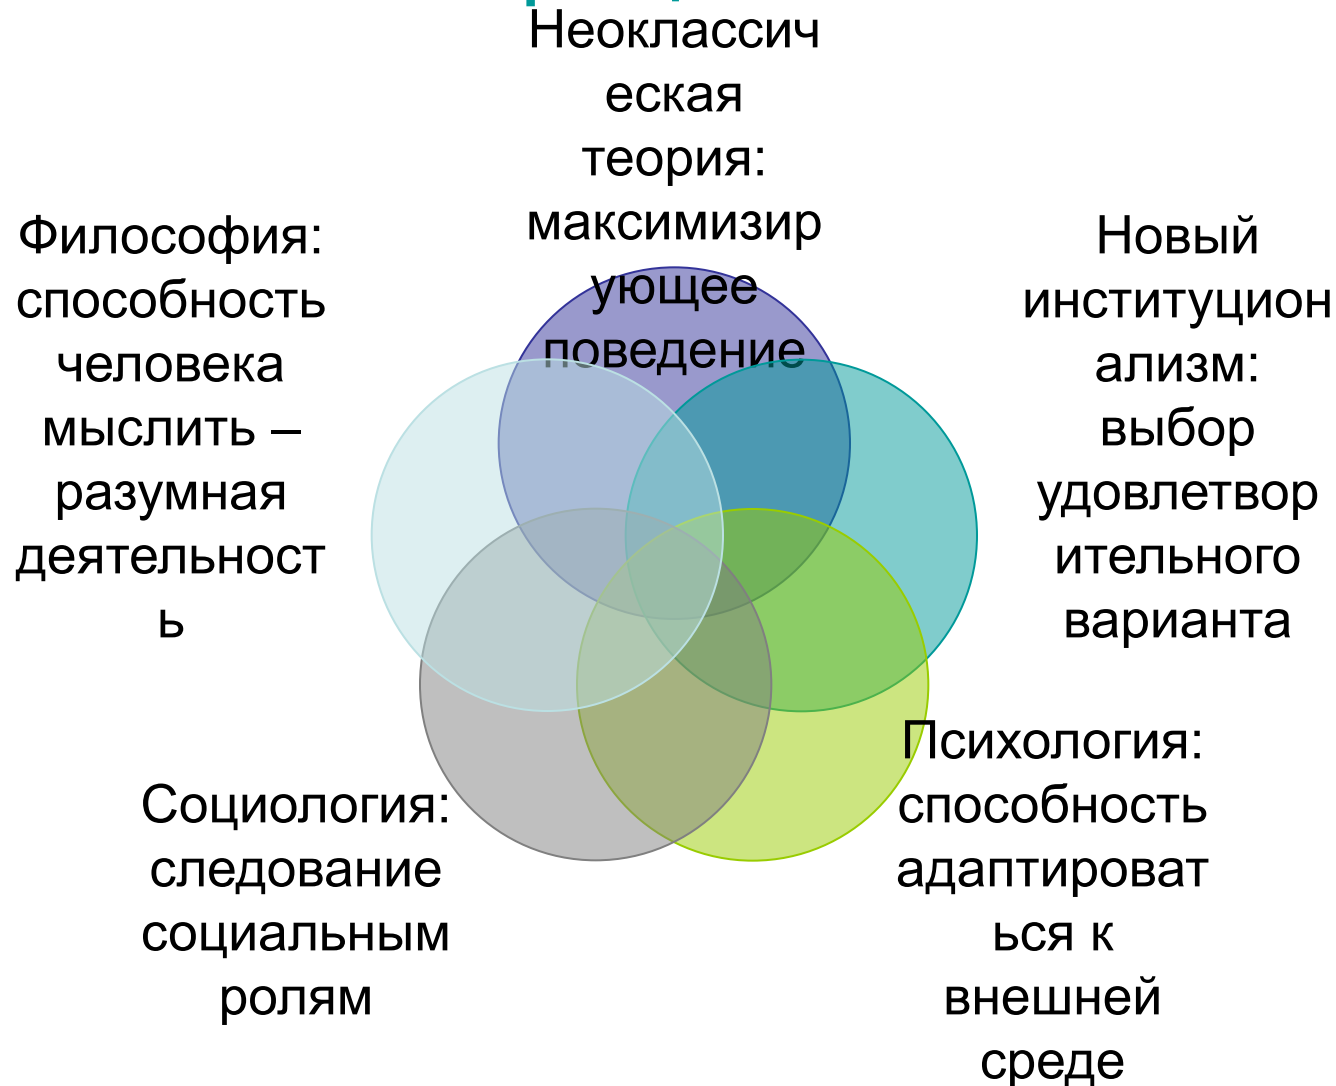 Неоклассич
еская
теория:
максимизир
ующее
поведение
Философия:
способность
человека
мыслить –
разумная
деятельност
ь
Новый
институцион
ализм:
выбор
удовлетвор
ительного
варианта
Социология:
следование
социальным
ролям
Психология:
способность
адаптироват
ься к
внешней
среде